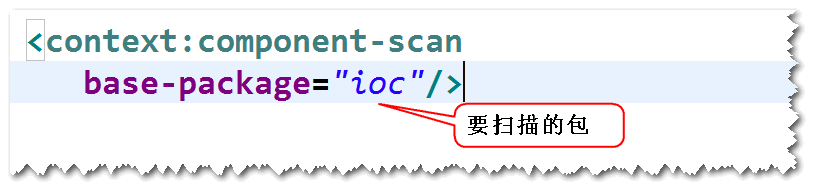 <context:component-scan
base-package="ioc"/>
要扫描的包